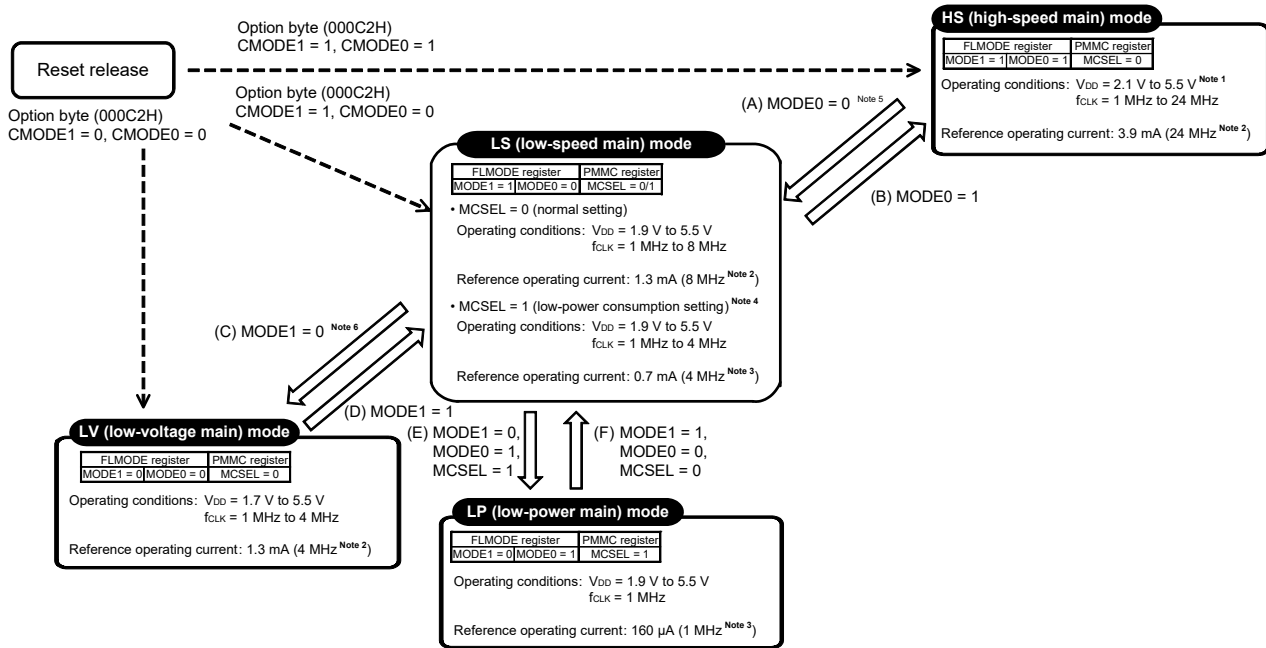 Reset release
Option byte (000C2H)
CMODE1 = 1, CMODE0 = 1
Option byte (000C2H)
CMODE1 = 1, CMODE0 = 0
Option byte (000C2H)
CMODE1 = 0, CMODE0 = 0
HS (high-speed main) mode
FLMODE register PMMC register
MODE1 = 1 MODE0 = 1 MCSEL = 0
Operating conditions: VDD = 2.1 V to 5.5 V Note 1
fCLK = 1 MHz to 24 MHz
Reference operating current: 3.9 mA (24 MHz Note 2)
(A) MODE0 = 0 Note 5
(B) MODE0 = 1
LS (low-speed main) mode
FLMODE register PMMC register
MODE1 = 1 MODE0 = 0 MCSEL = 0/1
• MCSEL = 0 (normal setting)
Operating conditions: VDD = 1.9 V to 5.5 V
fCLK = 1 MHz to 8 MHz
Reference operating current: 1.3 mA (8 MHz Note 2)
• MCSEL = 1 (low-power consumption setting) Note 4
Operating conditions: VDD = 1.9 V to 5.5 V
fCLK = 1 MHz to 4 MHz
Reference operating current: 0.7 mA (4 MHz Note 3)
(C) MODE1 = 0 Note 6
(D) MODE1 = 1
LV (low-voltage main) mode
FLMODE register PMMC register
MODE1 = 0 MODE0 = 0 MCSEL = 0
Operating conditions: VDD = 1.7 V to 5.5 V
fCLK = 1 MHz to 4 MHz
Reference operating current: 1.3 mA (4 MHz Note 2)
(E) MODE1 = 0,
MODE0 = 1,
MCSEL = 1
(F) MODE1 = 1,
MODE0 = 0,
MCSEL = 0
LP (low-power main) mode
FLMODE register PMMC register
MODE1 = 0 MODE0 = 1 MCSEL = 1
Operating conditions: VDD = 1.9 V to 5.5 V
fCLK = 1 MHz
Reference operating current: 160 µA (1 MHz Note 3)